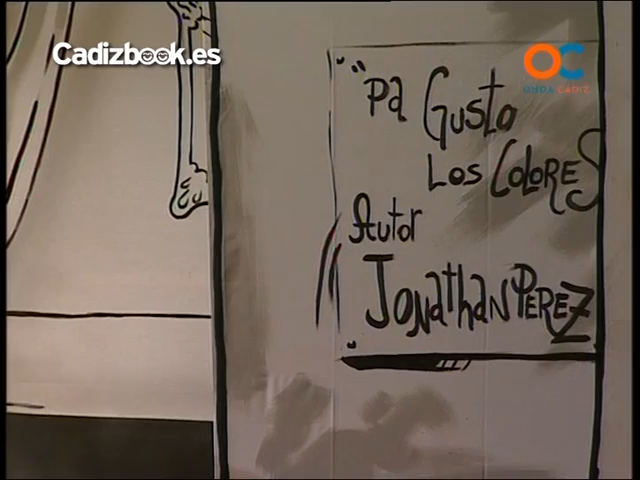 Cadizbook.es
OC
ONDA CADIZ
"Pa Gusto
Los Colores
Autor
Jonathan Perez